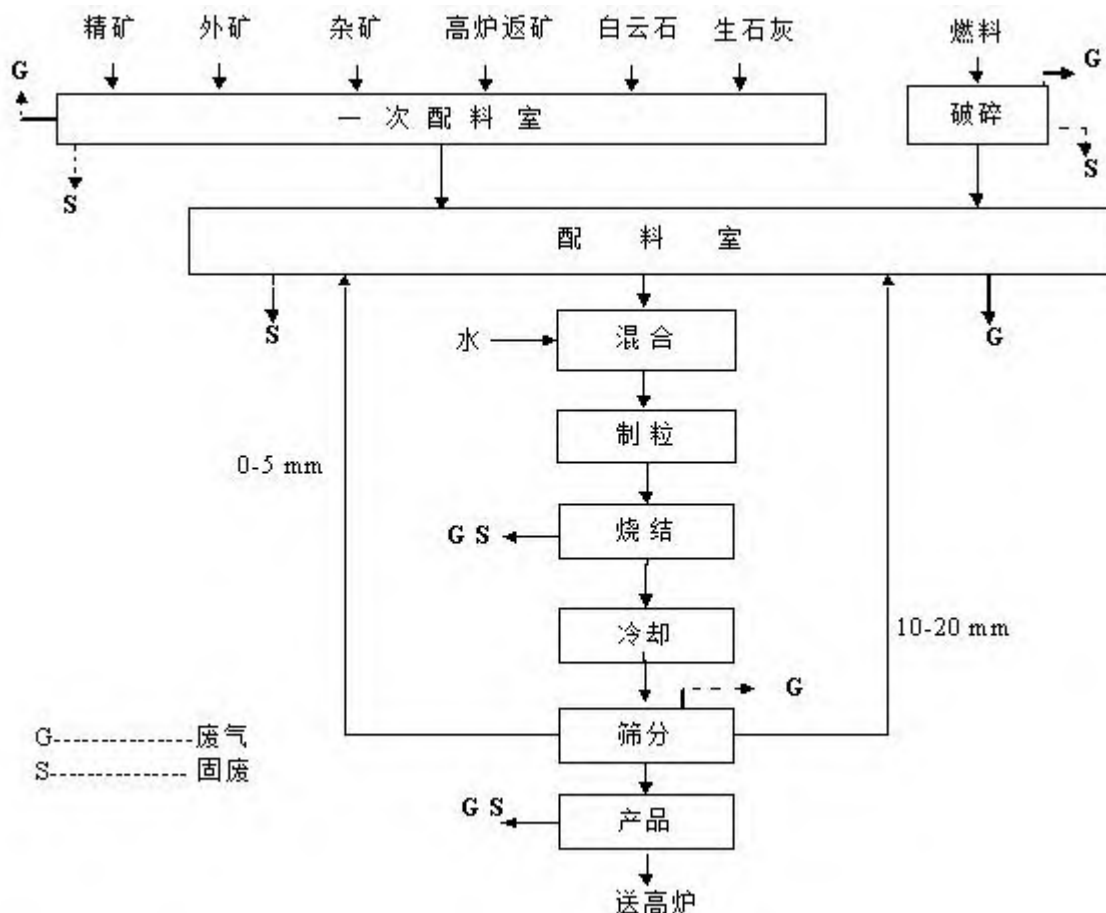 精矿 外矿 杂矿 高炉返矿 白云石 生石灰 燃料
G
G
一次配料室
破碎
S
S
配料室
S
G
水
混合
制粒
0-5 mm
G S
烧结
冷却
10-20 mm
G
筛分
G--------------废气
S--------------固废
G S
产品
送高炉